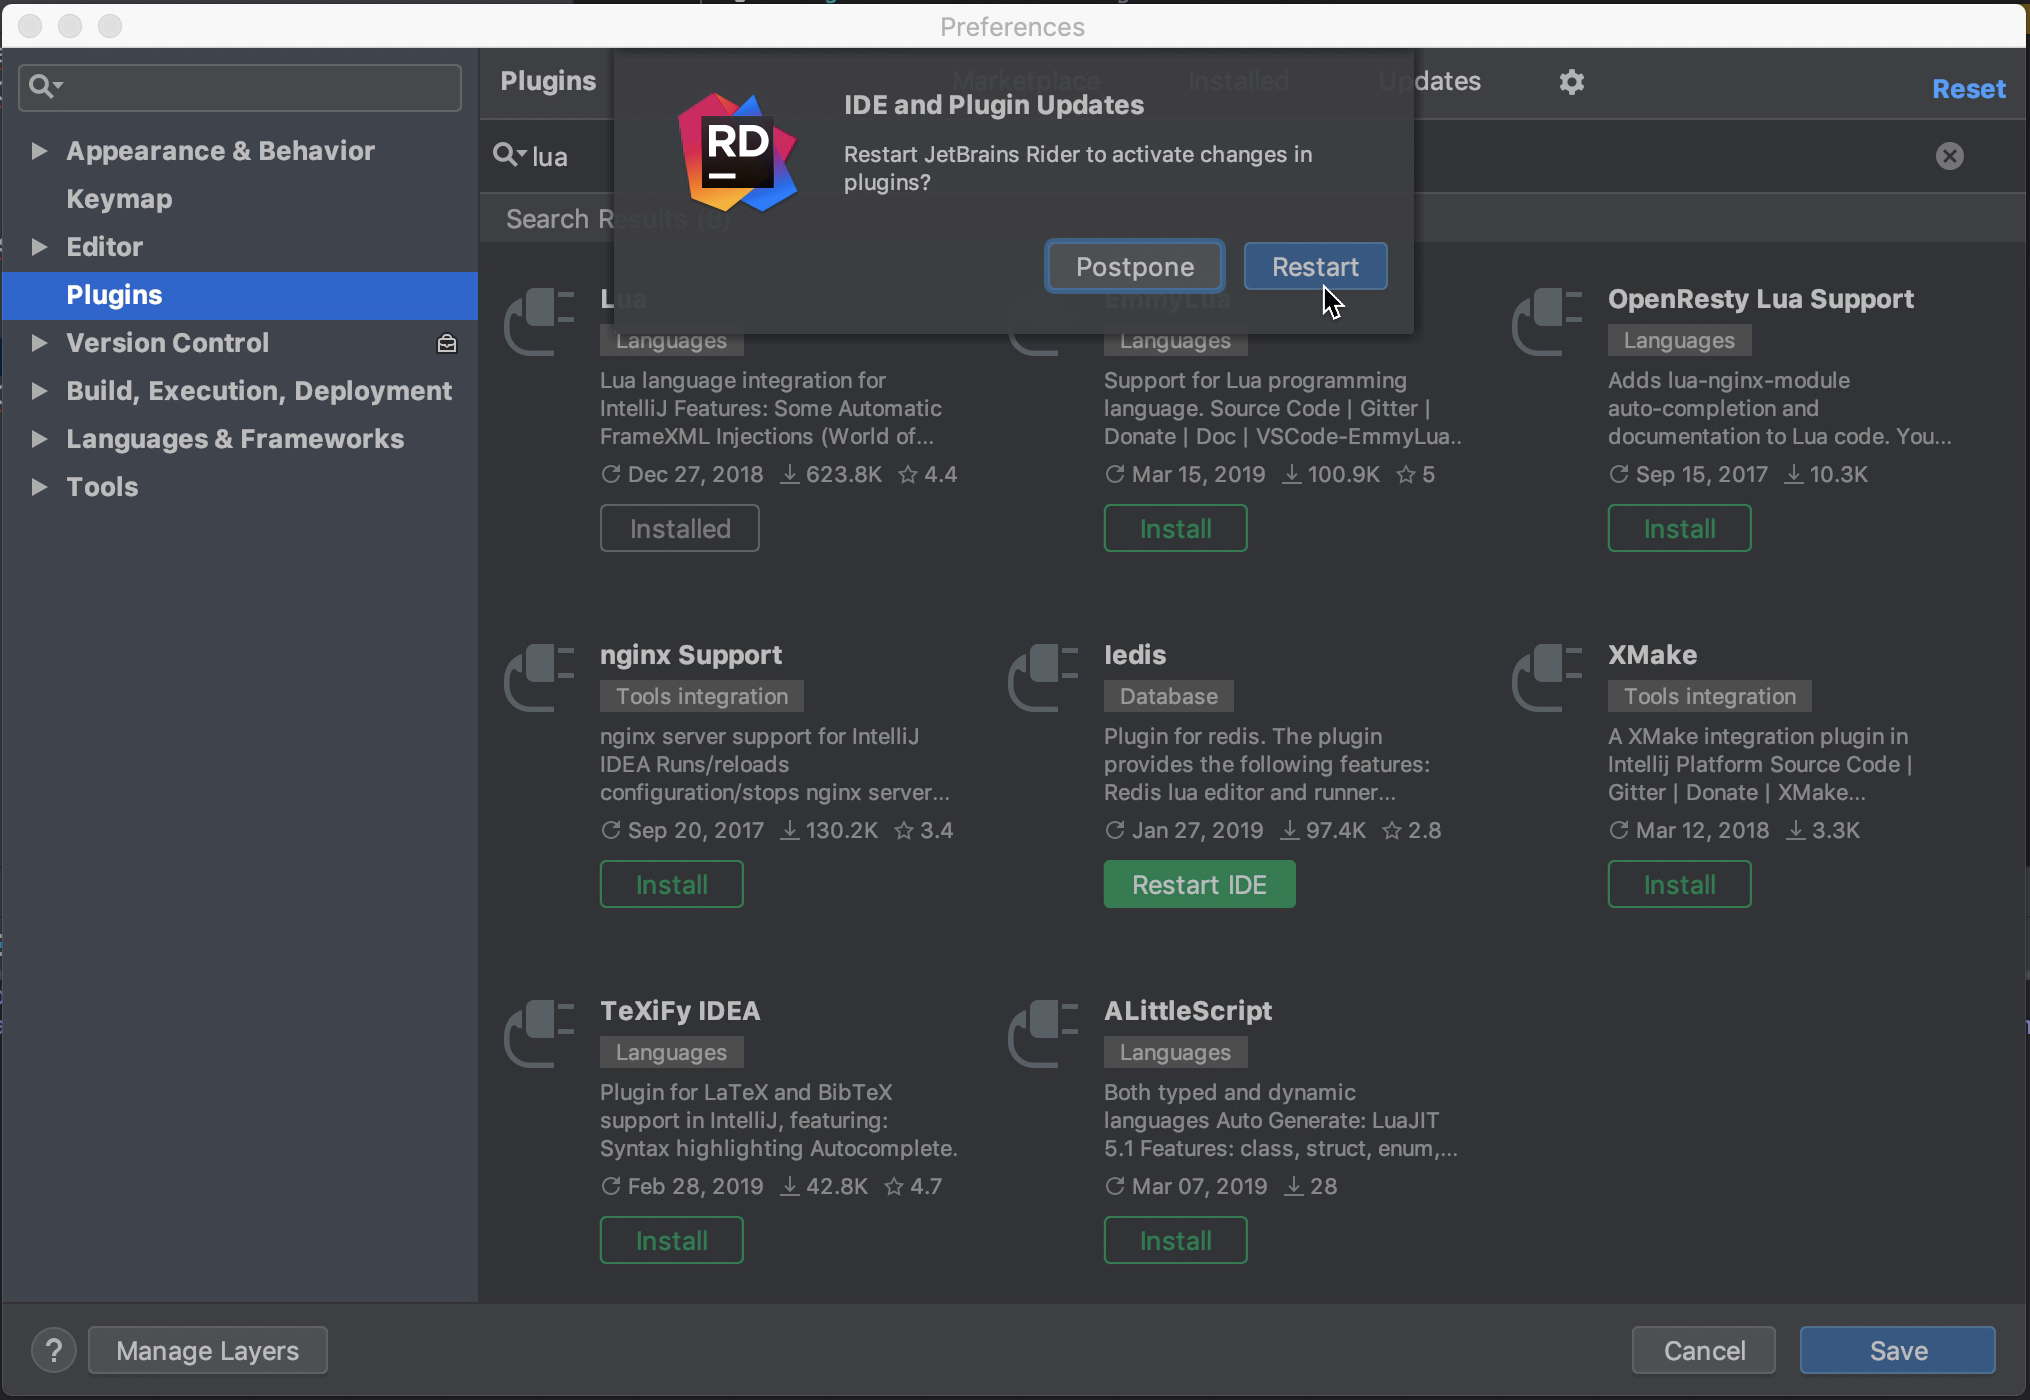 Preferences
Plugins
Marketplace
Installed
Updates
Reset
IDE and Plugin Updates
Restart JetBrains Rider to activate changes in
plugins?
RD
Postpone
Restart
lua
Search Results (8)
Appearance & Behavior
Keymap
Editor
Plugins
Version Control
Build, Execution, Deployment
Languages & Frameworks
Tools
Lua
Languages
Lua language integration for
IntelliJ Features: Some Automatic
FrameXML Injections (World of...
Dec 27, 2018 623.8K 4.4
Installed
EmmyLua
Languages
Support for Lua programming
language. Source Code | Gitter |
Donate | Doc | VSCode-EmmyLua..
Mar 15, 2019 100.9K 5
Install
OpenResty Lua Support
Languages
Adds lua-nginx-module
auto-completion and
documentation to Lua code. You...
Sep 15, 2017 10.3K
Install
nginx Support
Tools integration
nginx server support for IntelliJ
IDEA Runs/reloads
configuration/stops nginx server...
Sep 20, 2017 130.2K 3.4
Install
Iedis
Database
Plugin for redis. The plugin
provides the following features:
Redis lua editor and runner...
Jan 27, 2019 97.4K 2.8
Restart IDE
XMake
Tools integration
A XMake integration plugin in
Intellij Platform Source Code |
Gitter | Donate | XMake...
Mar 12, 2018 3.3K
Install
TeXiFy IDEA
Languages
Plugin for LaTeX and BibTeX
support in IntelliJ, featuring:
Syntax highlighting Autocomplete.
Feb 28, 2019 42.8K 4.7
Install
ALittleScript
Languages
Both typed and dynamic
languages Auto Generate: LuaJIT
5.1 Features: class, struct, enum,...
Mar 07, 2019 28
Install
?
Manage Layers
Cancel
Save